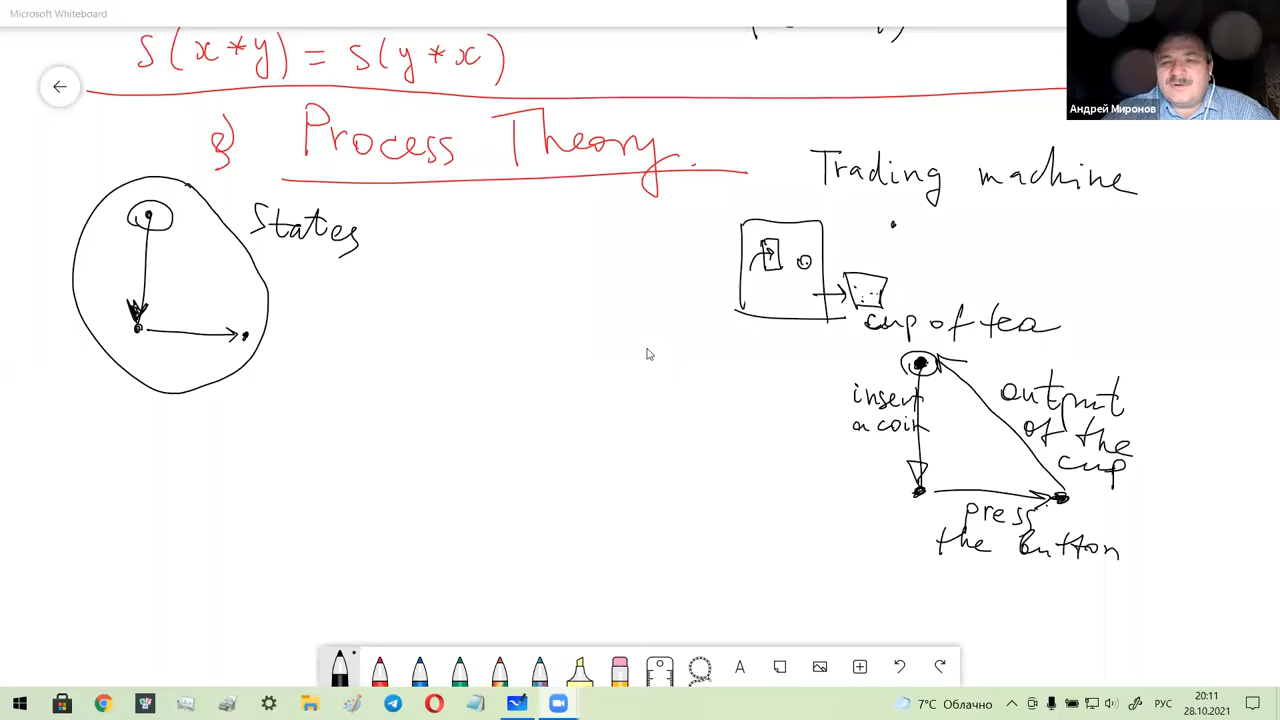 Microsoft Whiteboard
s(x*y) = s(y*x)
Андрей Миронов
Process Theory.
Trading machine
States
cup of tea
insert
a coin
output
of the
cup
press
the button
A
7°C Облачно
РУС
20:11
28.10.2021